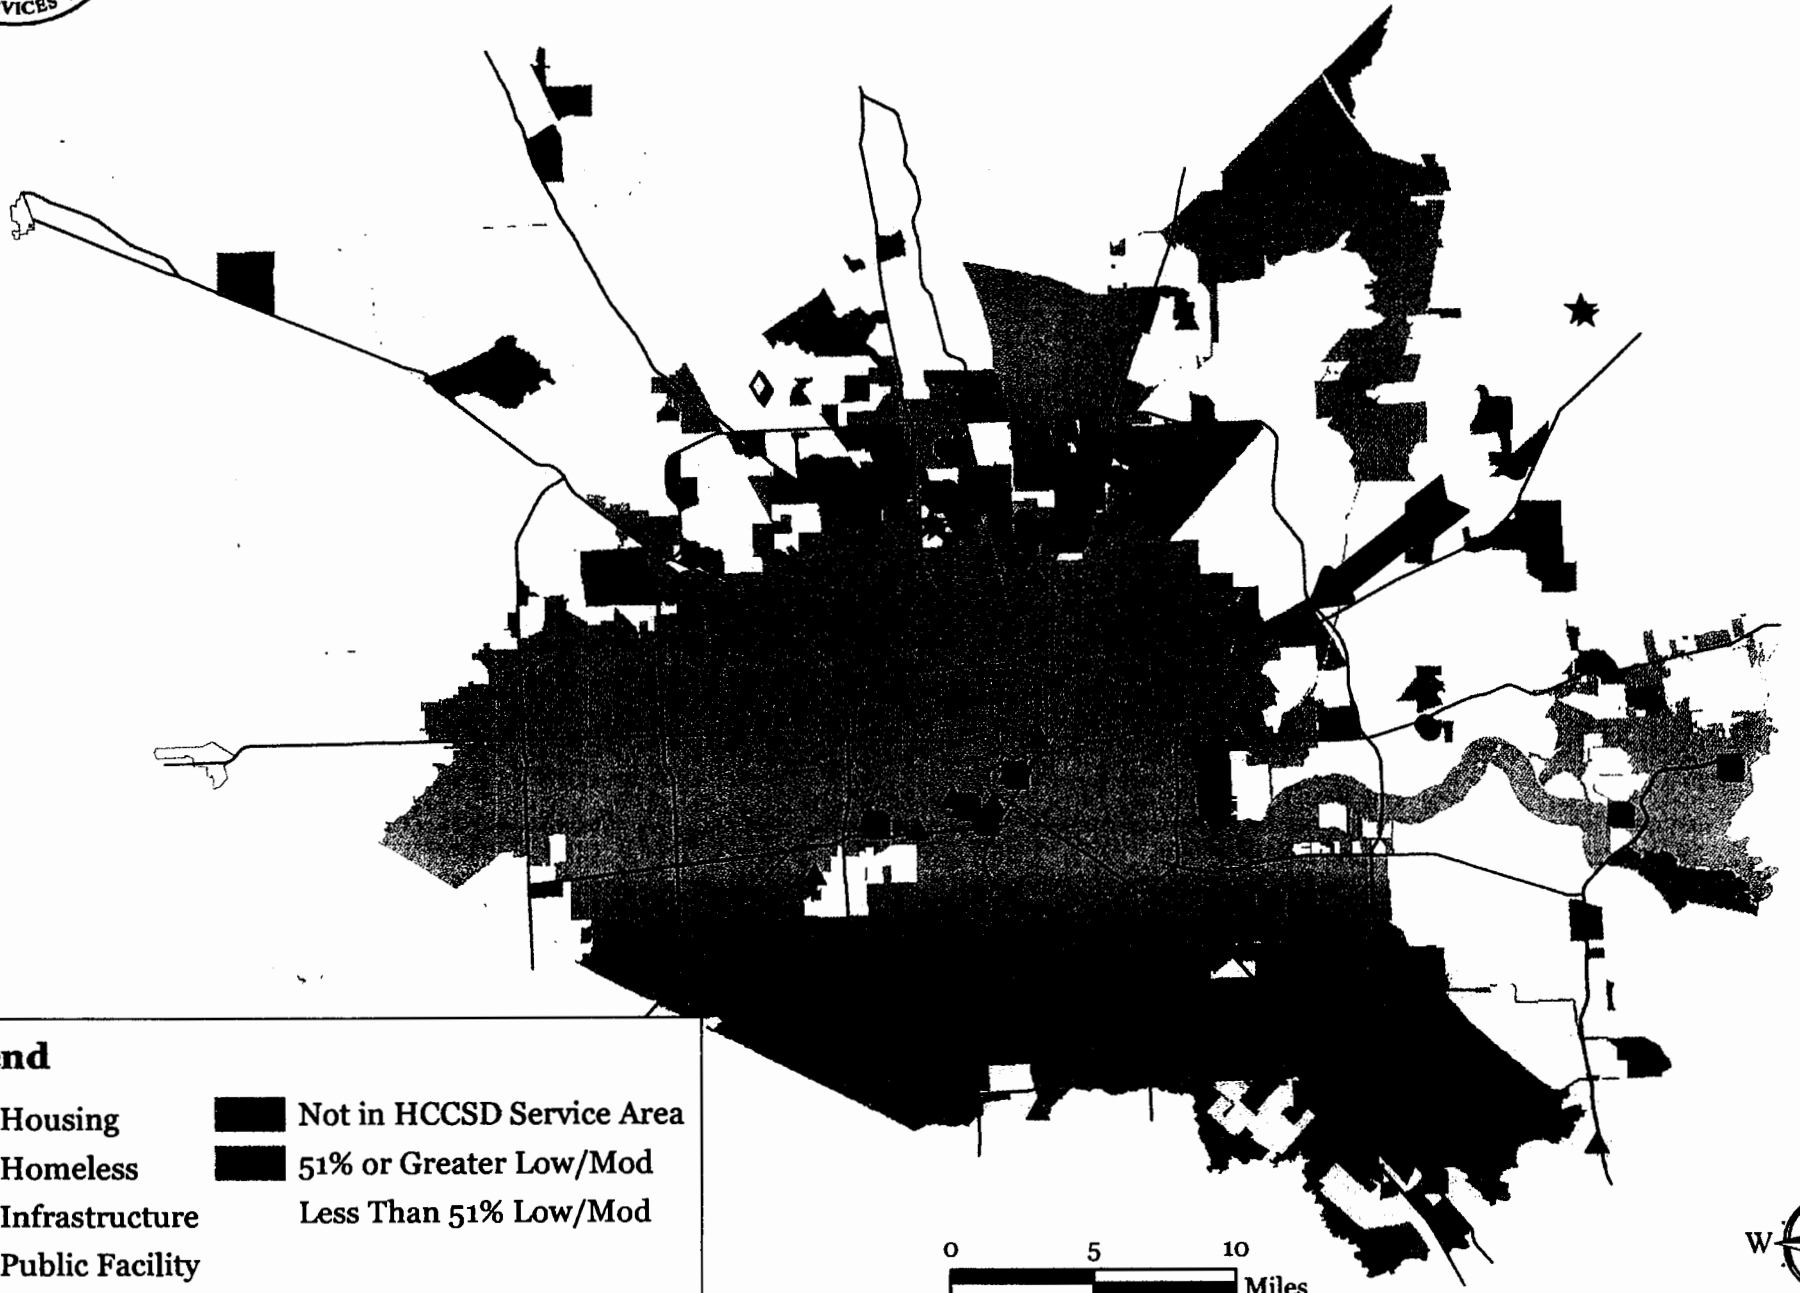 VICES
nd
Housing
Not in HCCSD Service Area
Homeless
51% or Greater Low/Mod
Infrastructure
Less Than 51% Low/Mod
Public Facility
0 5 10
Miles
W